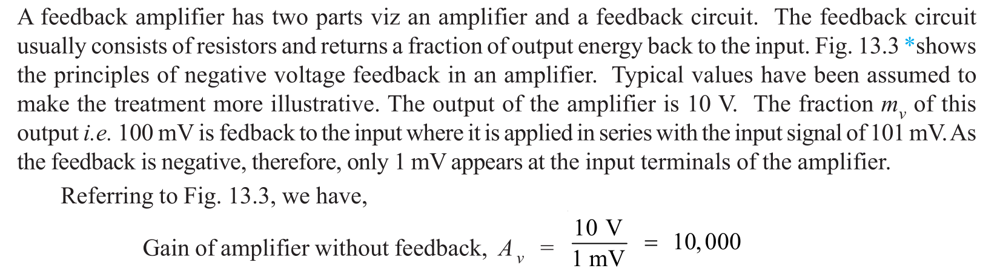 A feedback amplifier has two parts viz an amplifier and a feedback circuit. The feedback circuit
usually consists of resistors and returns a fraction of output energy back to the input. Fig. 13.3 *shows
the principles of negative voltage feedback in an amplifier. Typical values have been assumed to
make the treatment more illustrative. The output of the amplifier is 10 V. The fraction m_v of this
output i.e. 100 mV is fedback to the input where it is applied in series with the input signal of 101 mV. As
the feedback is negative, therefore, only 1 mV appears at the input terminals of the amplifier.
Referring to Fig. 13.3, we have,
Gain of amplifier without feedback, A_v = 10 V / 1 mV = 10,000